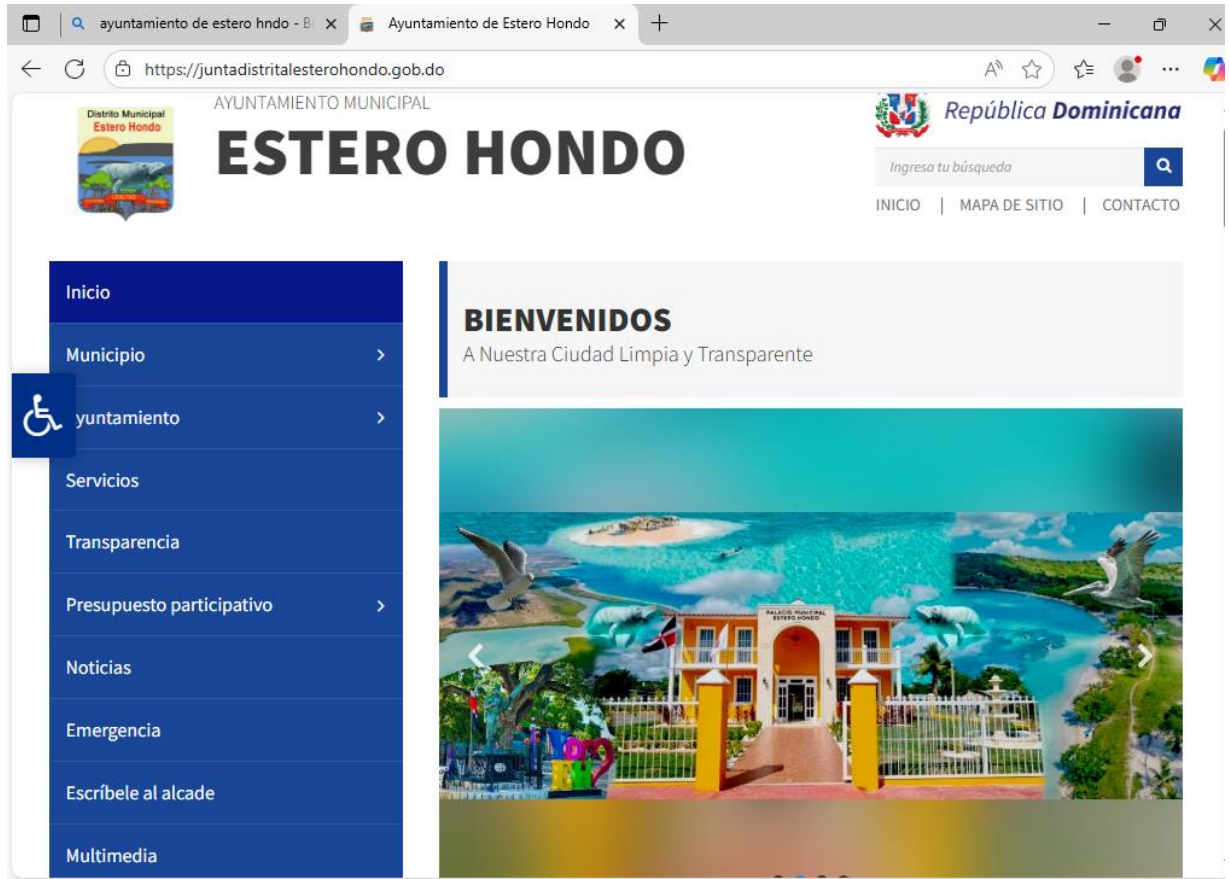 ayuntamiento de estero hndo - B
Ayuntamiento de Estero Hondo
https://juntadistritalesterohondo.gob.do
Distrito Municipal
Estero Hondo
AYUNTAMIENTO MUNICIPAL
ESTERO HONDO
República Dominicana
Ingresa tu búsqueda
INICIO | MAPA DE SITIO | CONTACTO
Inicio
Municipio
yuntamiento
Servicios
Transparencia
Presupuesto participativo
Noticias
Emergencia
Escríbele al alcade
Multimedia
BIENVENIDOS
A Nuestra Ciudad Limpia y Transparente
PALACIO MUNICIPAL
ESTERO HONDO